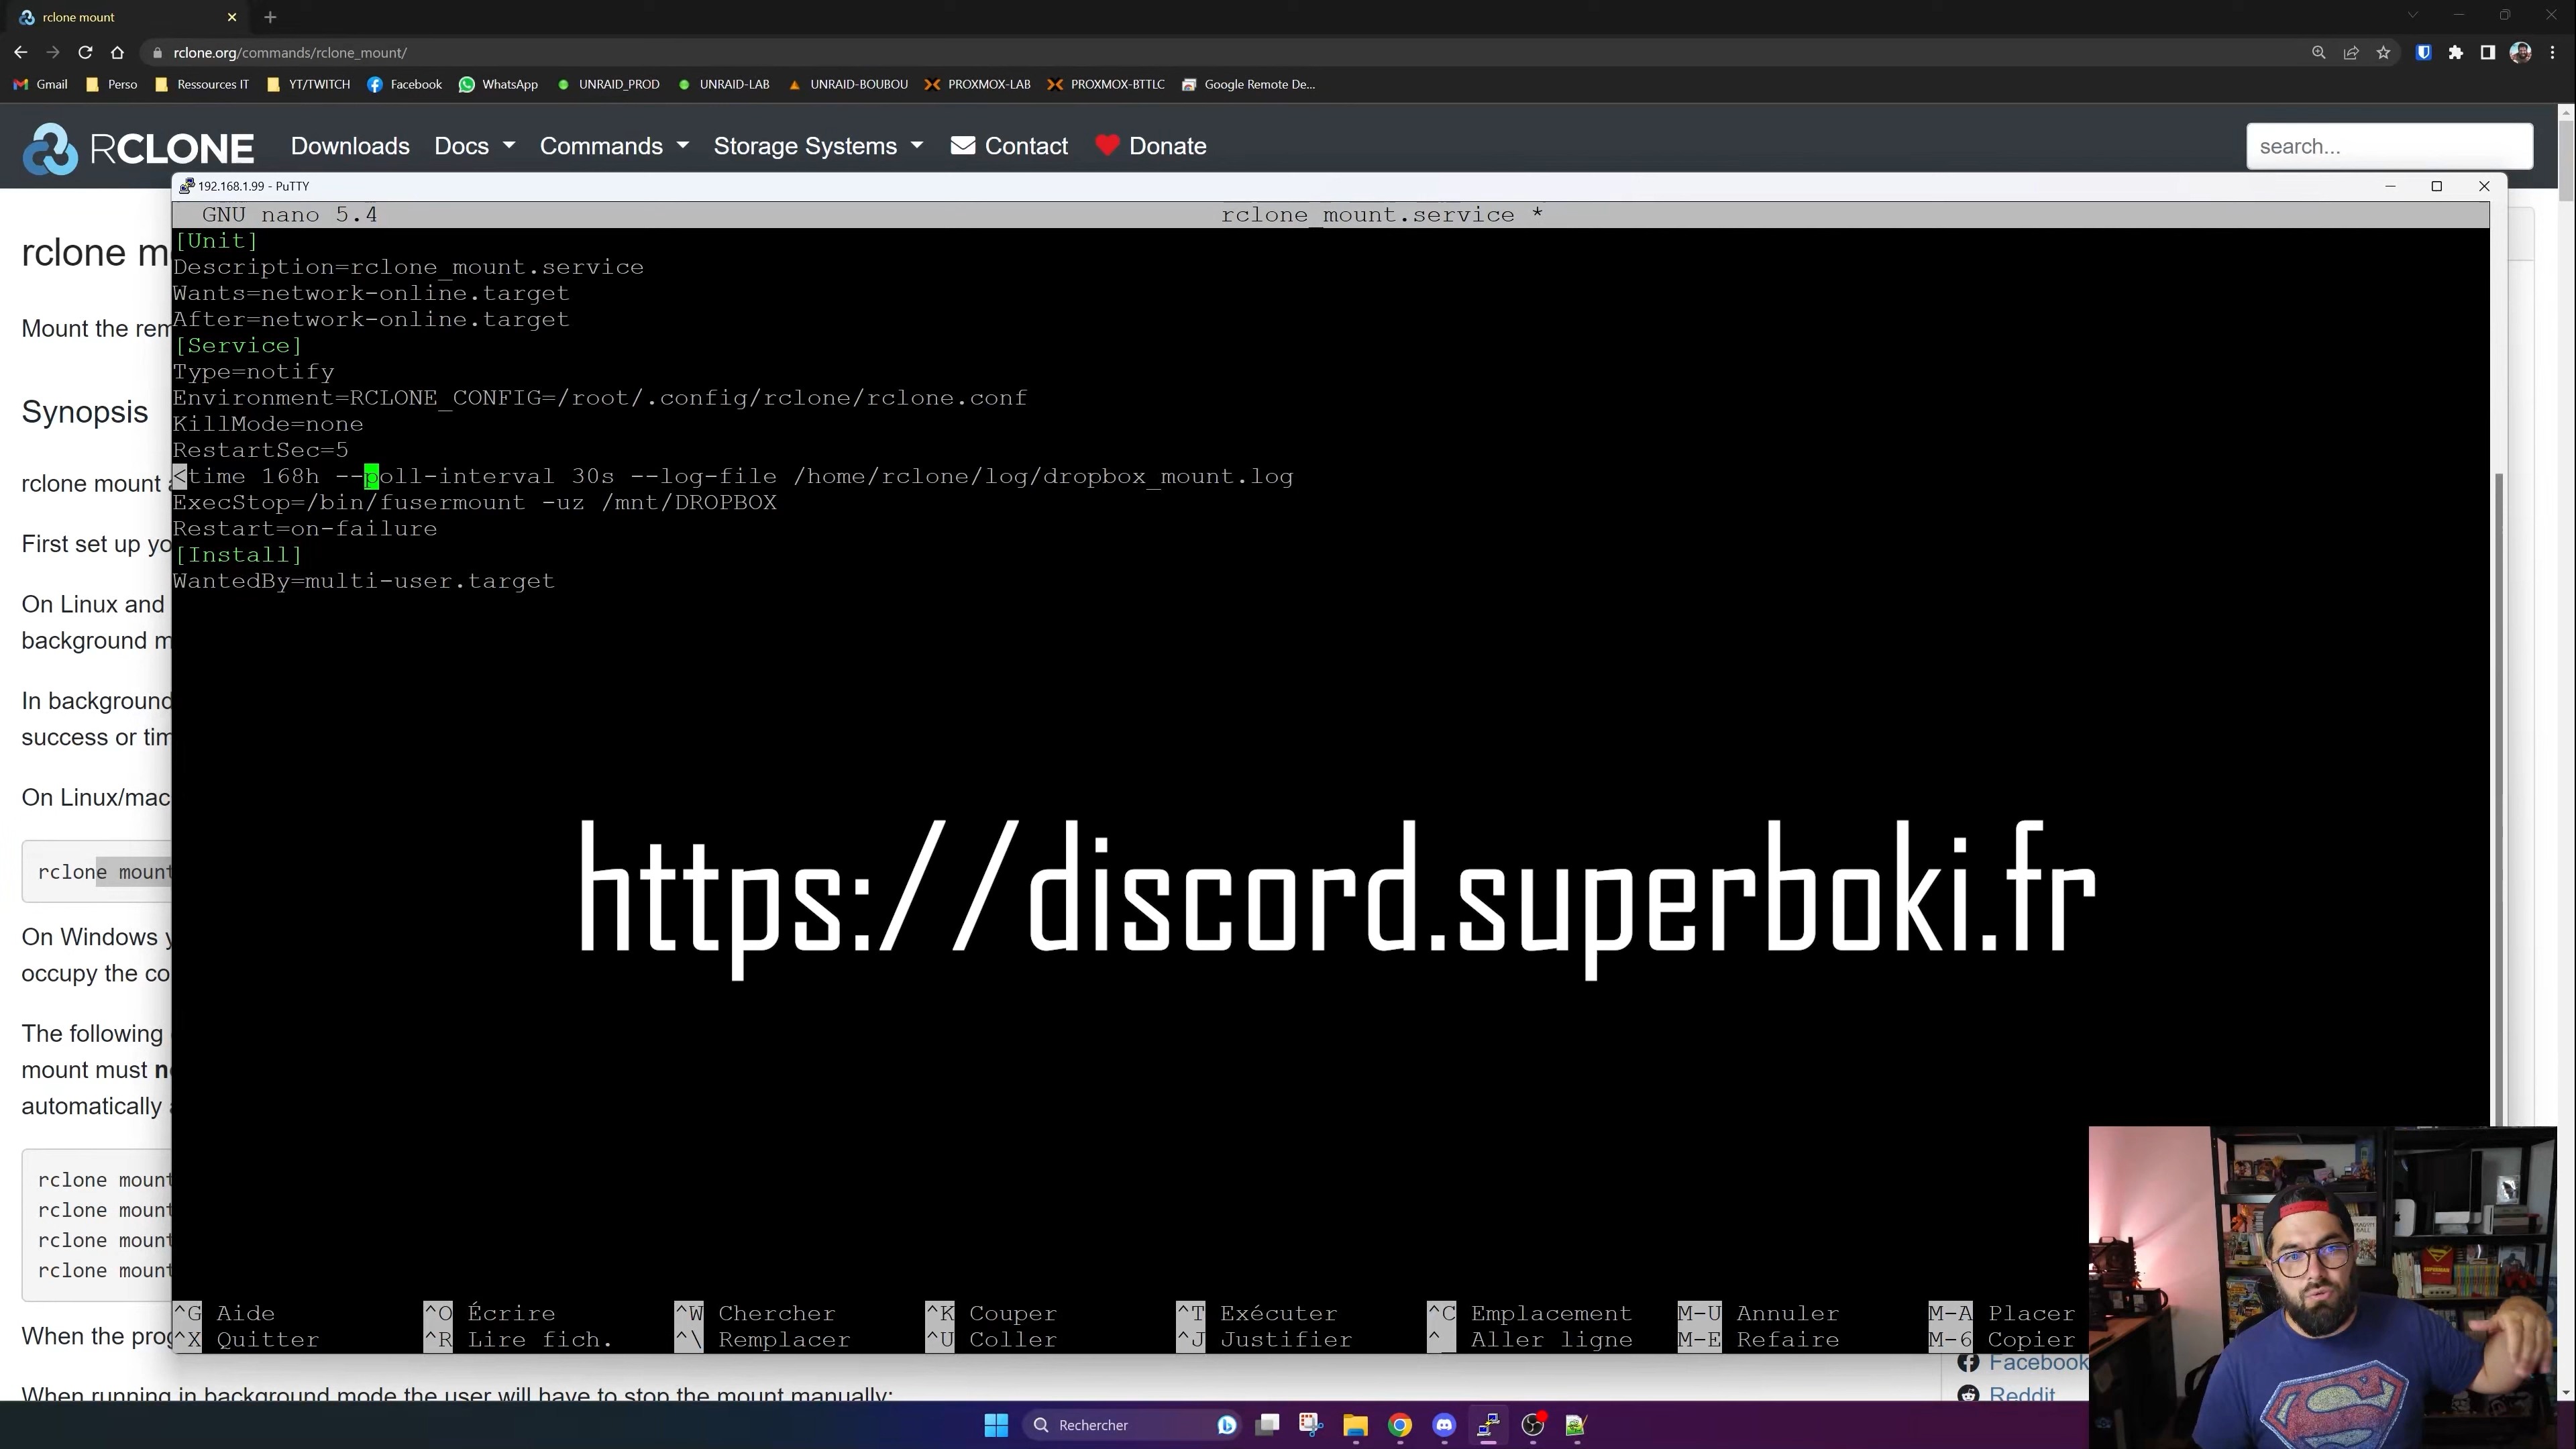 rclone mount
rclone.org/commands/rclone_mount/
Gmail Perso Ressources IT YT/TWITCH Facebook WhatsApp UNRAID_PROD UNRAID-LAB UNRAID-BOUBOU PROXMOX-LAB PROXMOX-BTTLC Google Remote De...
RCLONE Downloads Docs Commands Storage Systems Contact Donate search...
192.168.1.99 - PuTTY
GNU nano 5.4 rclone_mount.service *
[Unit]
Description=rclone_mount.service
Wants=network-online.target
After=network-online.target
[Service]
Type=notify
Environment=RCLONE_CONFIG=/root/.config/rclone/rclone.conf
KillMode=none
RestartSec=5
<time 168h --poll-interval 30s --log-file /home/rclone/log/dropbox_mount.log
ExecStop=/bin/fusermount -uz /mnt/DROPBOX
Restart=on-failure
[Install]
WantedBy=multi-user.target
rclone m
Mount the rem
Synopsis
rclone mount
First set up yo
On Linux and
background m
In background
success or tim
On Linux/mac
rclone mount
On Windows y
occupy the co
The following
mount must n
automatically a
rclone mount
rclone mount
rclone mount
rclone mount
When the prog
When running in background mode the user will have to stop the mount manually:
https://discord.superboki.fr
^G Aide ^O Écrire ^W Chercher ^K Couper ^T Exécuter ^C Emplacement M-U Annuler M-A Placer
^X Quitter ^R Lire fich. ^\ Remplacer ^U Coller ^J Justifier ^_ Aller ligne M-E Refaire M-6 Copier
Facebook
Reddit
Rechercher